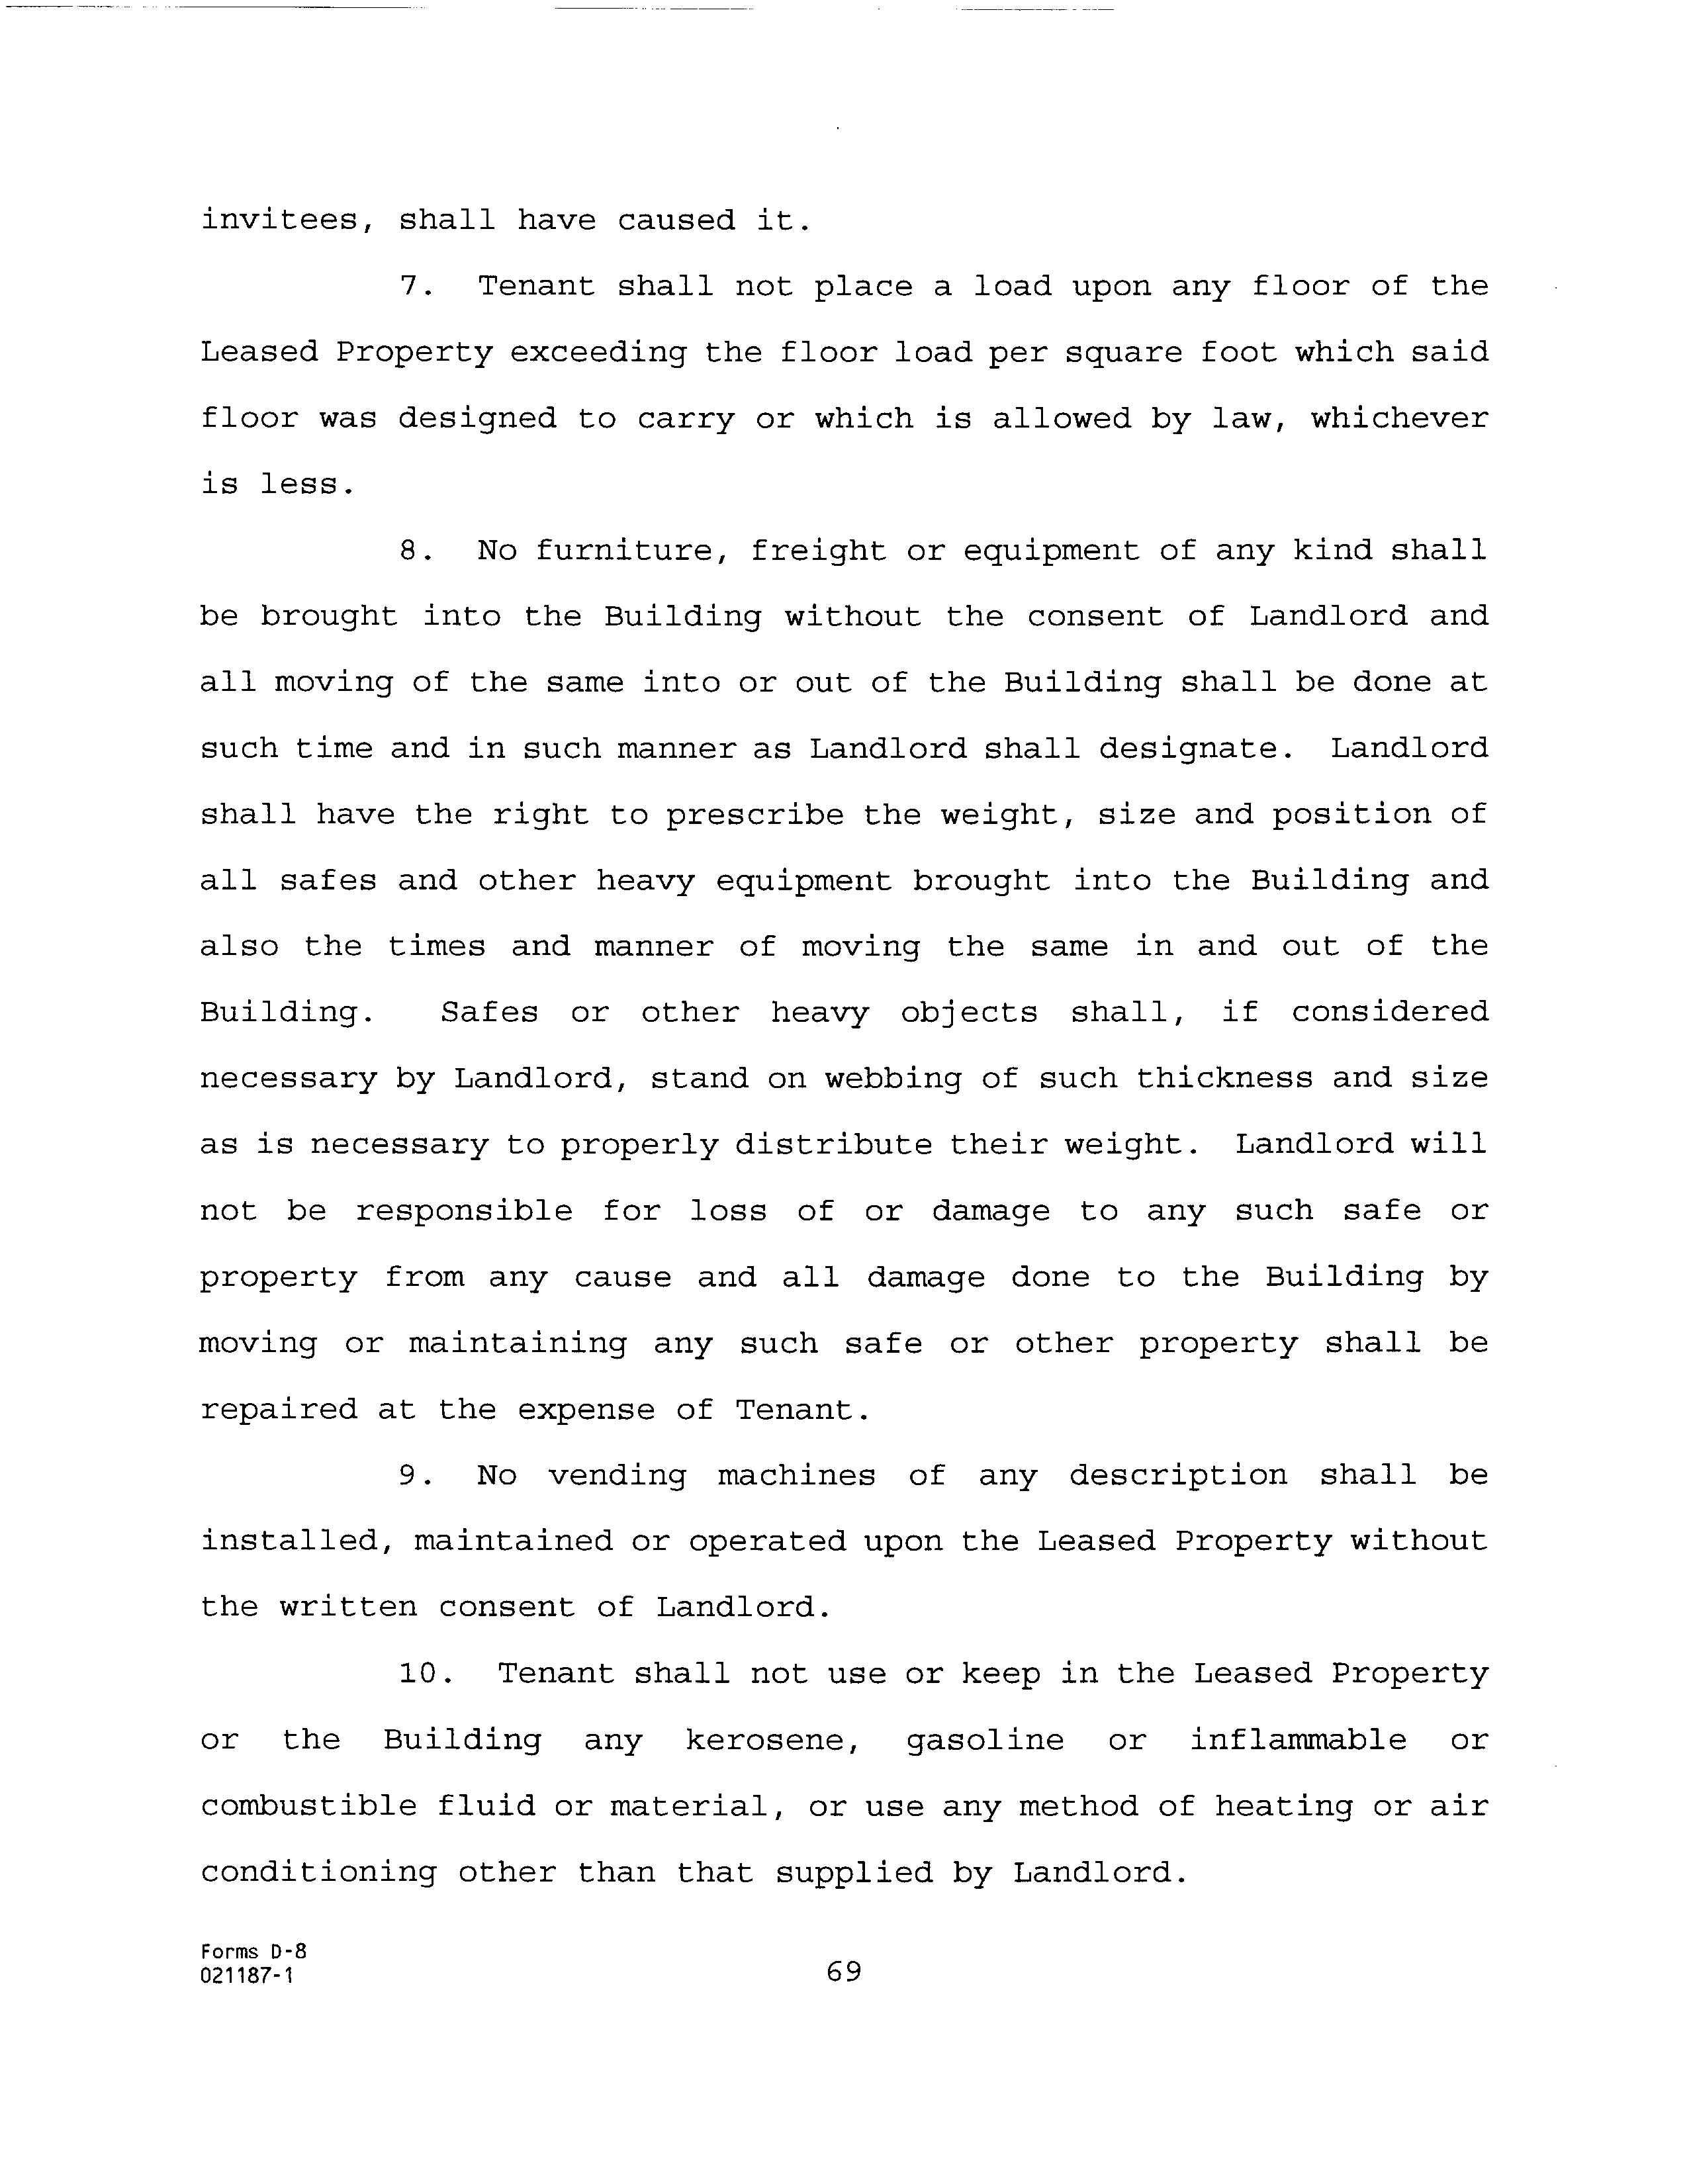 invitees, shall have caused it.
7. Tenant shall not place a load upon any floor of the
Leased Property exceeding the floor load per square foot which said
floor was designed to carry or which is allowed by law, whichever
is less.
8. No furniture, freight or equipment of any kind shall
be brought into the Building without the consent of Landlord and
all moving of the same into or out of the Building shall be done at
such time and in such manner as Landlord shall designate. Landlord
shall have the right to prescribe the weight, size and position of
all safes and other heavy equipment brought into the Building and
also the times and manner of moving the same in and out of the
Building. Safes or other heavy objects shall, if considered
necessary by Landlord, stand on webbing of such thickness and size
as is necessary to properly distribute their weight. Landlord will
not be responsible for loss of or damage to any such safe or
property from any cause and all damage done to the Building by
moving or maintaining any such safe or other property shall be
repaired at the expense of Tenant.
9. No vending machines of any description shall be
installed, maintained or operated upon the Leased Property without
the written consent of Landlord.
10. Tenant shall not use or keep in the Leased Property
or the Building any kerosene, gasoline or inflammable or
combustible fluid or material, or use any method of heating or air
conditioning other than that supplied by Landlord.
Forms D-8
021187-1
69